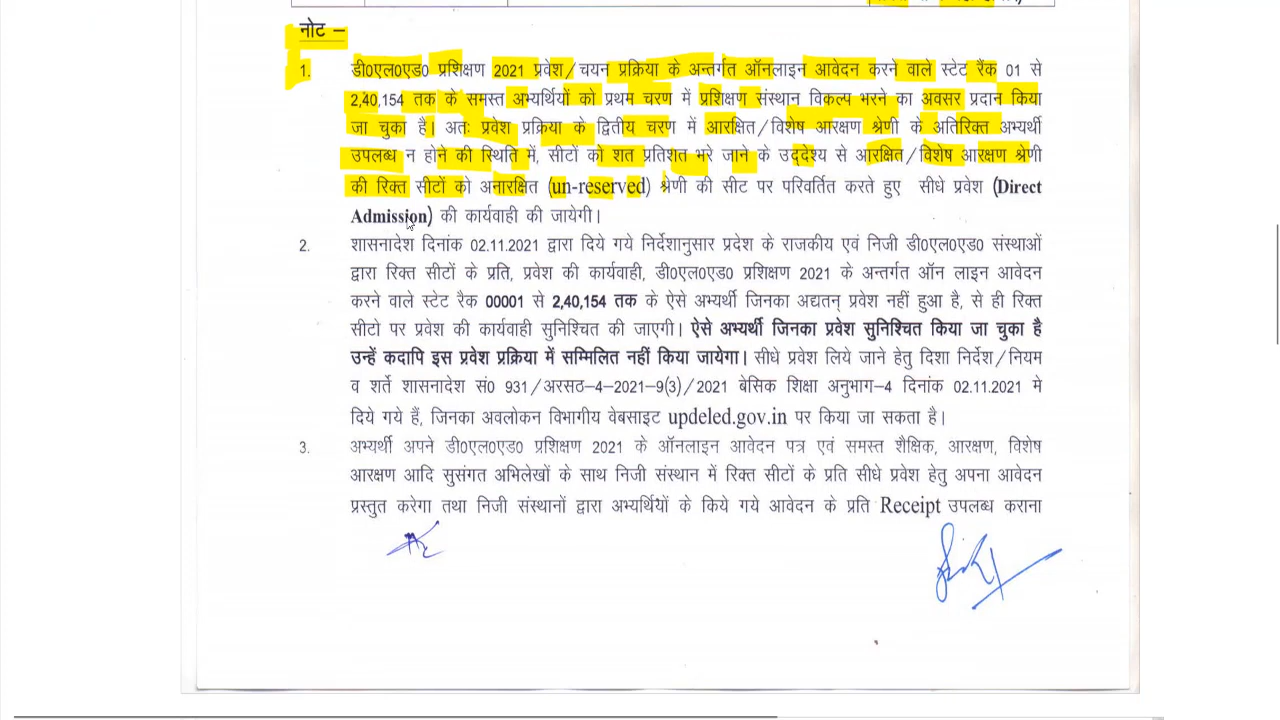 नोट –
1. डी0एल0एड0 प्रशिक्षण 2021 प्रवेश/चयन प्रक्रिया के अन्तर्गत ऑनलाइन आवेदन करने वाले स्टेट रैंक 01 से
2,40,154 तक के समस्त अभ्यर्थियों को प्रथम चरण में प्रशिक्षण संस्थान विकल्प भरने का अवसर प्रदान किया
जा चुका है। अतः प्रवेश प्रक्रिया के द्वितीय चरण में आरक्षित/विशेष आरक्षण श्रेणी के अतिरिक्त अभ्यर्थी
उपलब्ध न होने की स्थिति में, सीटों को शत प्रतिशत भरे जाने के उद्देश्य से आरक्षित/विशेष आरक्षण श्रेणी
की रिक्त सीटों को अनारक्षित (un-reserved) श्रेणी की सीट पर परिवर्तित करते हुए सीधे प्रवेश (Direct
Admission) की कार्यवाही की जायेगी।
2. शासनादेश दिनांक 02.11.2021 द्वारा दिये गये निर्देशानुसार प्रदेश के राजकीय एवं निजी डी0एल0एड0 संस्थाओं
द्वारा रिक्त सीटों के प्रति, प्रवेश की कार्यवाही, डी0एल0एड0 प्रशिक्षण 2021 के अन्तर्गत ऑन लाइन आवेदन
करने वाले स्टेट रैक 00001 से 2,40,154 तक के ऐसे अभ्यर्थी जिनका अद्यतन् प्रवेश नहीं हुआ है, से ही रिक्त
सीटो पर प्रवेश की कार्यवाही सुनिश्चित की जाएगी। ऐसे अभ्यर्थी जिनका प्रवेश सुनिश्चित किया जा चुका है
उन्हें कदापि इस प्रवेश प्रक्रिया में सम्मिलित नहीं किया जायेगा। सीधे प्रवेश लिये जाने हेतु दिशा निर्देश/नियम
व शर्ते शासनादेश सं0 931/अरसठ–4–2021–9(3)/2021 बेसिक शिक्षा अनुभाग–4 दिनांक 02.11.2021 मे
दिये गये हैं, जिनका अवलोकन विभागीय वेबसाइट updeled.gov.in पर किया जा सकता है।
3. अभ्यर्थी अपने डी0एल0एड0 प्रशिक्षण 2021 के ऑनलाइन आवेदन पत्र एवं समस्त शैक्षिक, आरक्षण, विशेष
आरक्षण आदि सुसंगत अभिलेखों के साथ निजी संस्थान में रिक्त सीटों के प्रति सीधे प्रवेश हेतु अपना आवेदन
प्रस्तुत करेगा तथा निजी संस्थानों द्वारा अभ्यर्थियों के किये गये आवेदन के प्रति Receipt उपलब्ध कराना